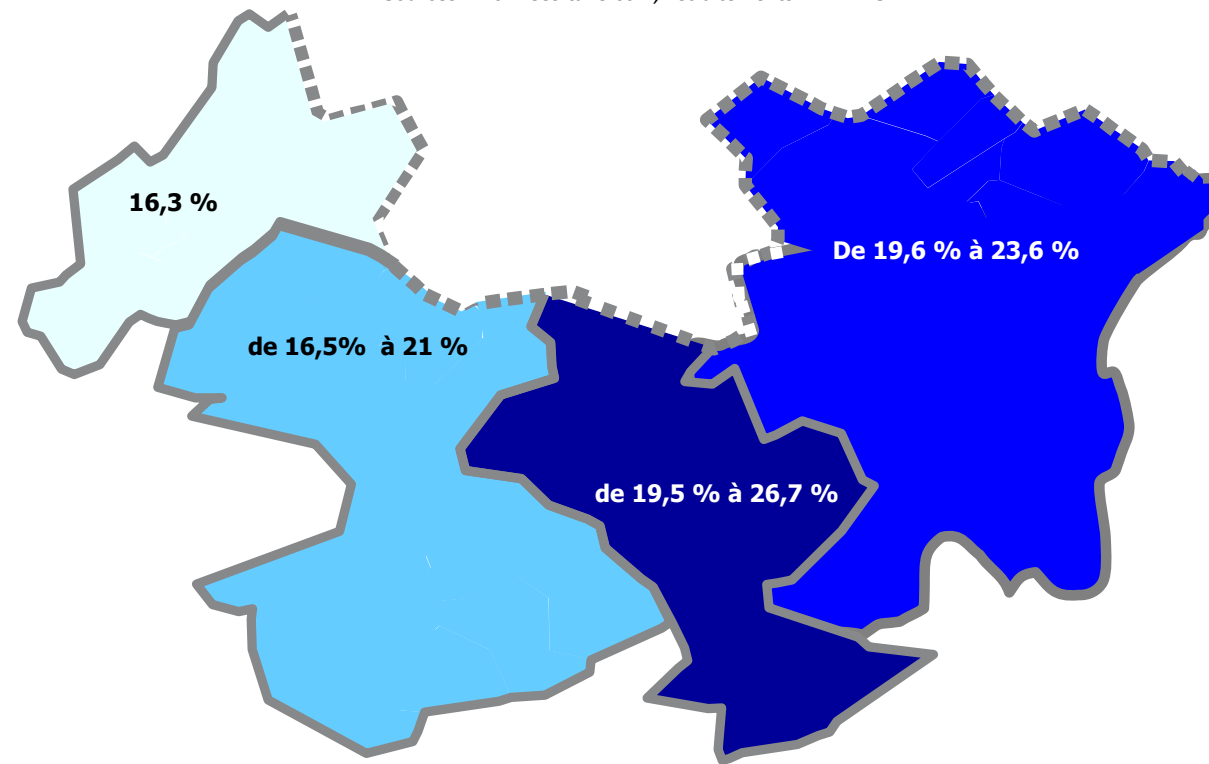 16,3 %
De 19,6 % à 23,6 %
de 16,5%  à 21 %
de 19,5 % à 26,7 %